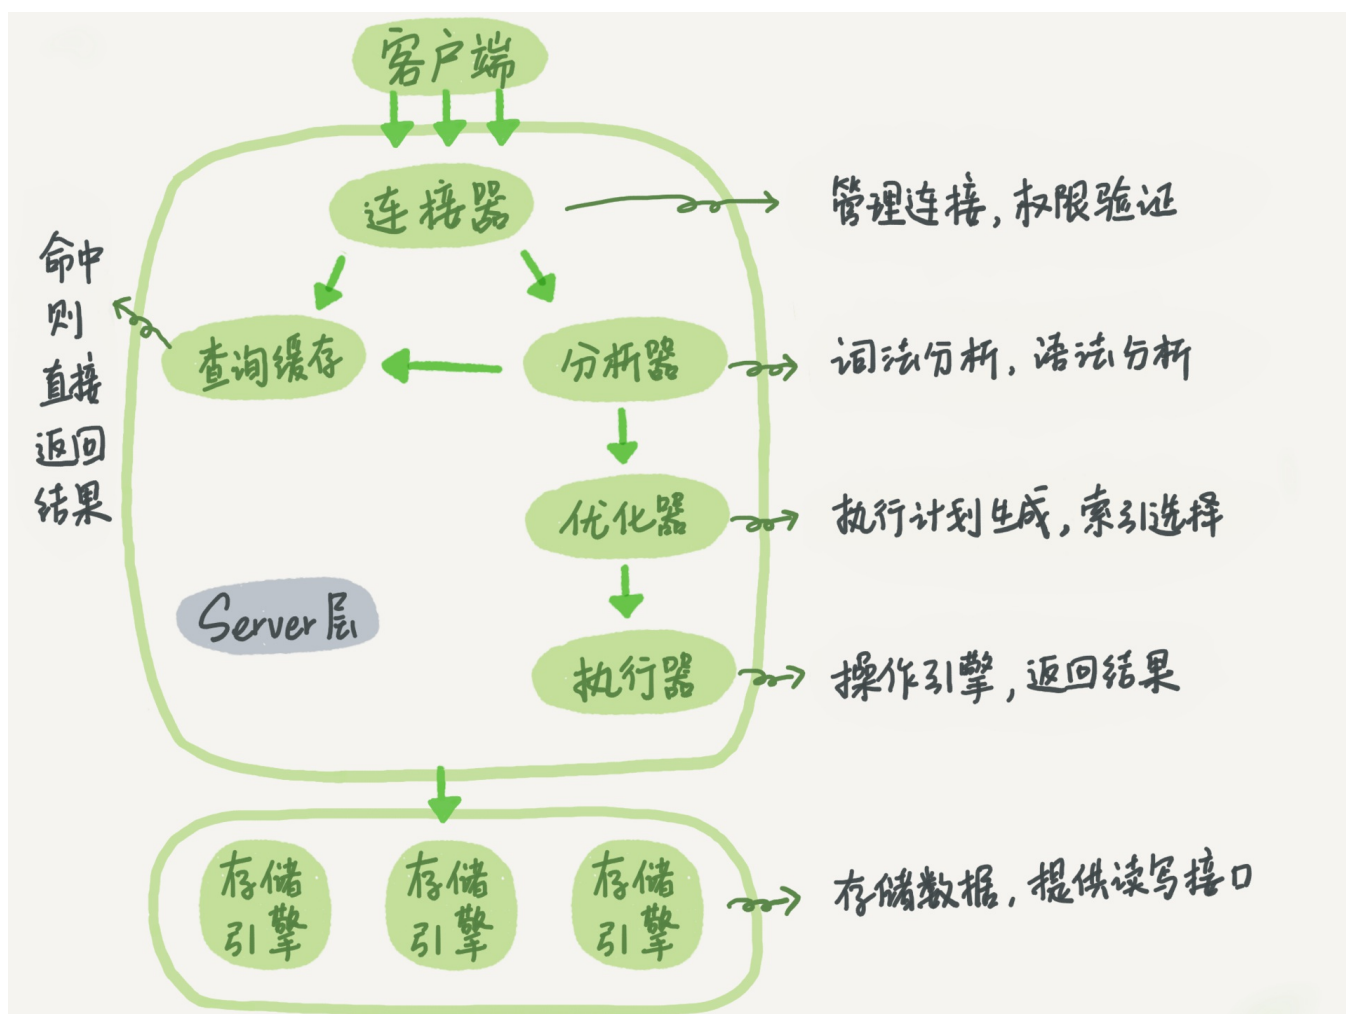 客户端
连接器
管理连接，权限验证
命中
则
直接
返回
结果
查询缓存
分析器
词法分析，语法分析
优化器
执行计划生成，索引选择
Server层
执行器
操作引擎，返回结果
存储
引擎
存储
引擎
存储
引擎
存储数据，提供读写接口